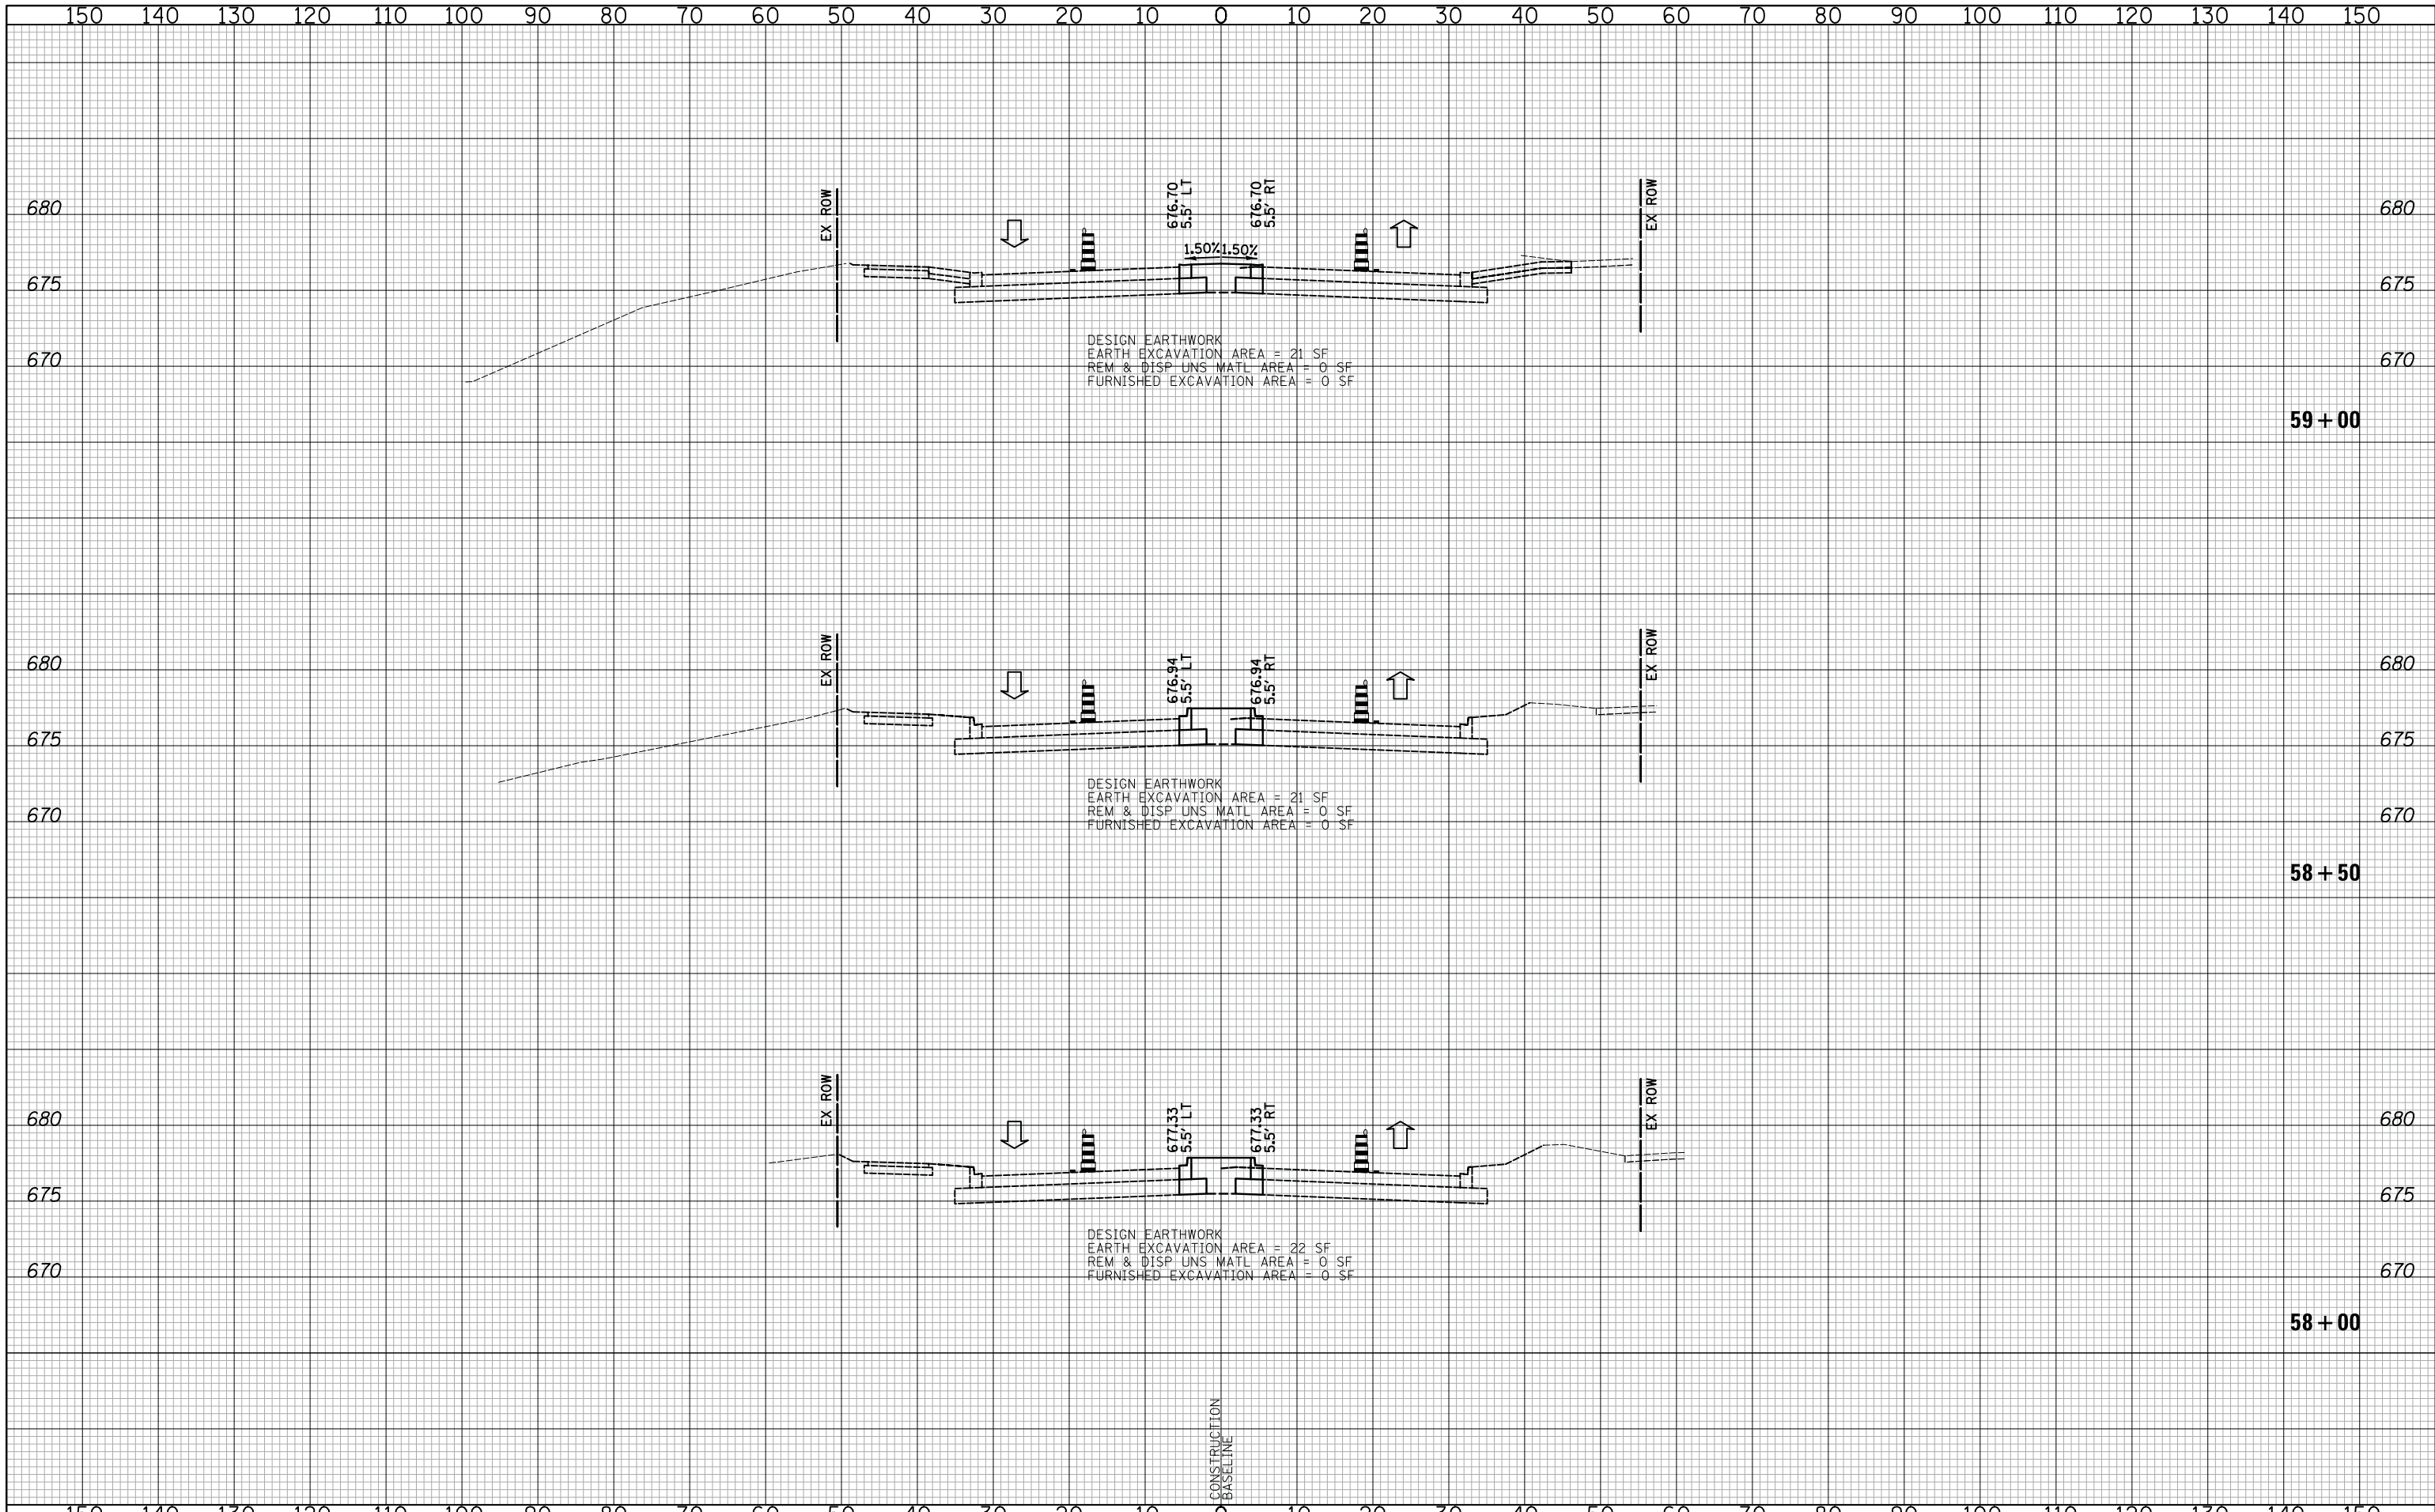 150 140 130 120 110 100 90 80 70 60 50 40 30 20 10 0 10 20 30 40 50 60 70 80 90 100 110 120 130 140 150
EX ROW
676.70
5.5' LT
676.70
5.5' RT
EX ROW
680 680
1.50% 1.50%
675 675
DESIGN EARTHWORK
EARTH EXCAVATION AREA = 21 SF
REM & DISP UNS MATL AREA = 0 SF
FURNISHED EXCAVATION AREA = 0 SF
670 670
59+00
EX ROW
676.94
5.5' LT
676.94
5.5' RT
EX ROW
680 680
675 675
DESIGN EARTHWORK
EARTH EXCAVATION AREA = 21 SF
REM & DISP UNS MATL AREA = 0 SF
FURNISHED EXCAVATION AREA = 0 SF
670 670
58+50
EX ROW
677.33
5.5' LT
677.33
5.5' RT
EX ROW
680 680
675 675
DESIGN EARTHWORK
EARTH EXCAVATION AREA = 22 SF
REM & DISP UNS MATL AREA = 0 SF
FURNISHED EXCAVATION AREA = 0 SF
670 670
58+00
CONSTRUCTION
BASELINE
150 140 130 120 110 100 90 80 70 60 50 40 30 20 10 0 10 20 30 40 50 60 70 80 90 100 110 120 130 140 150